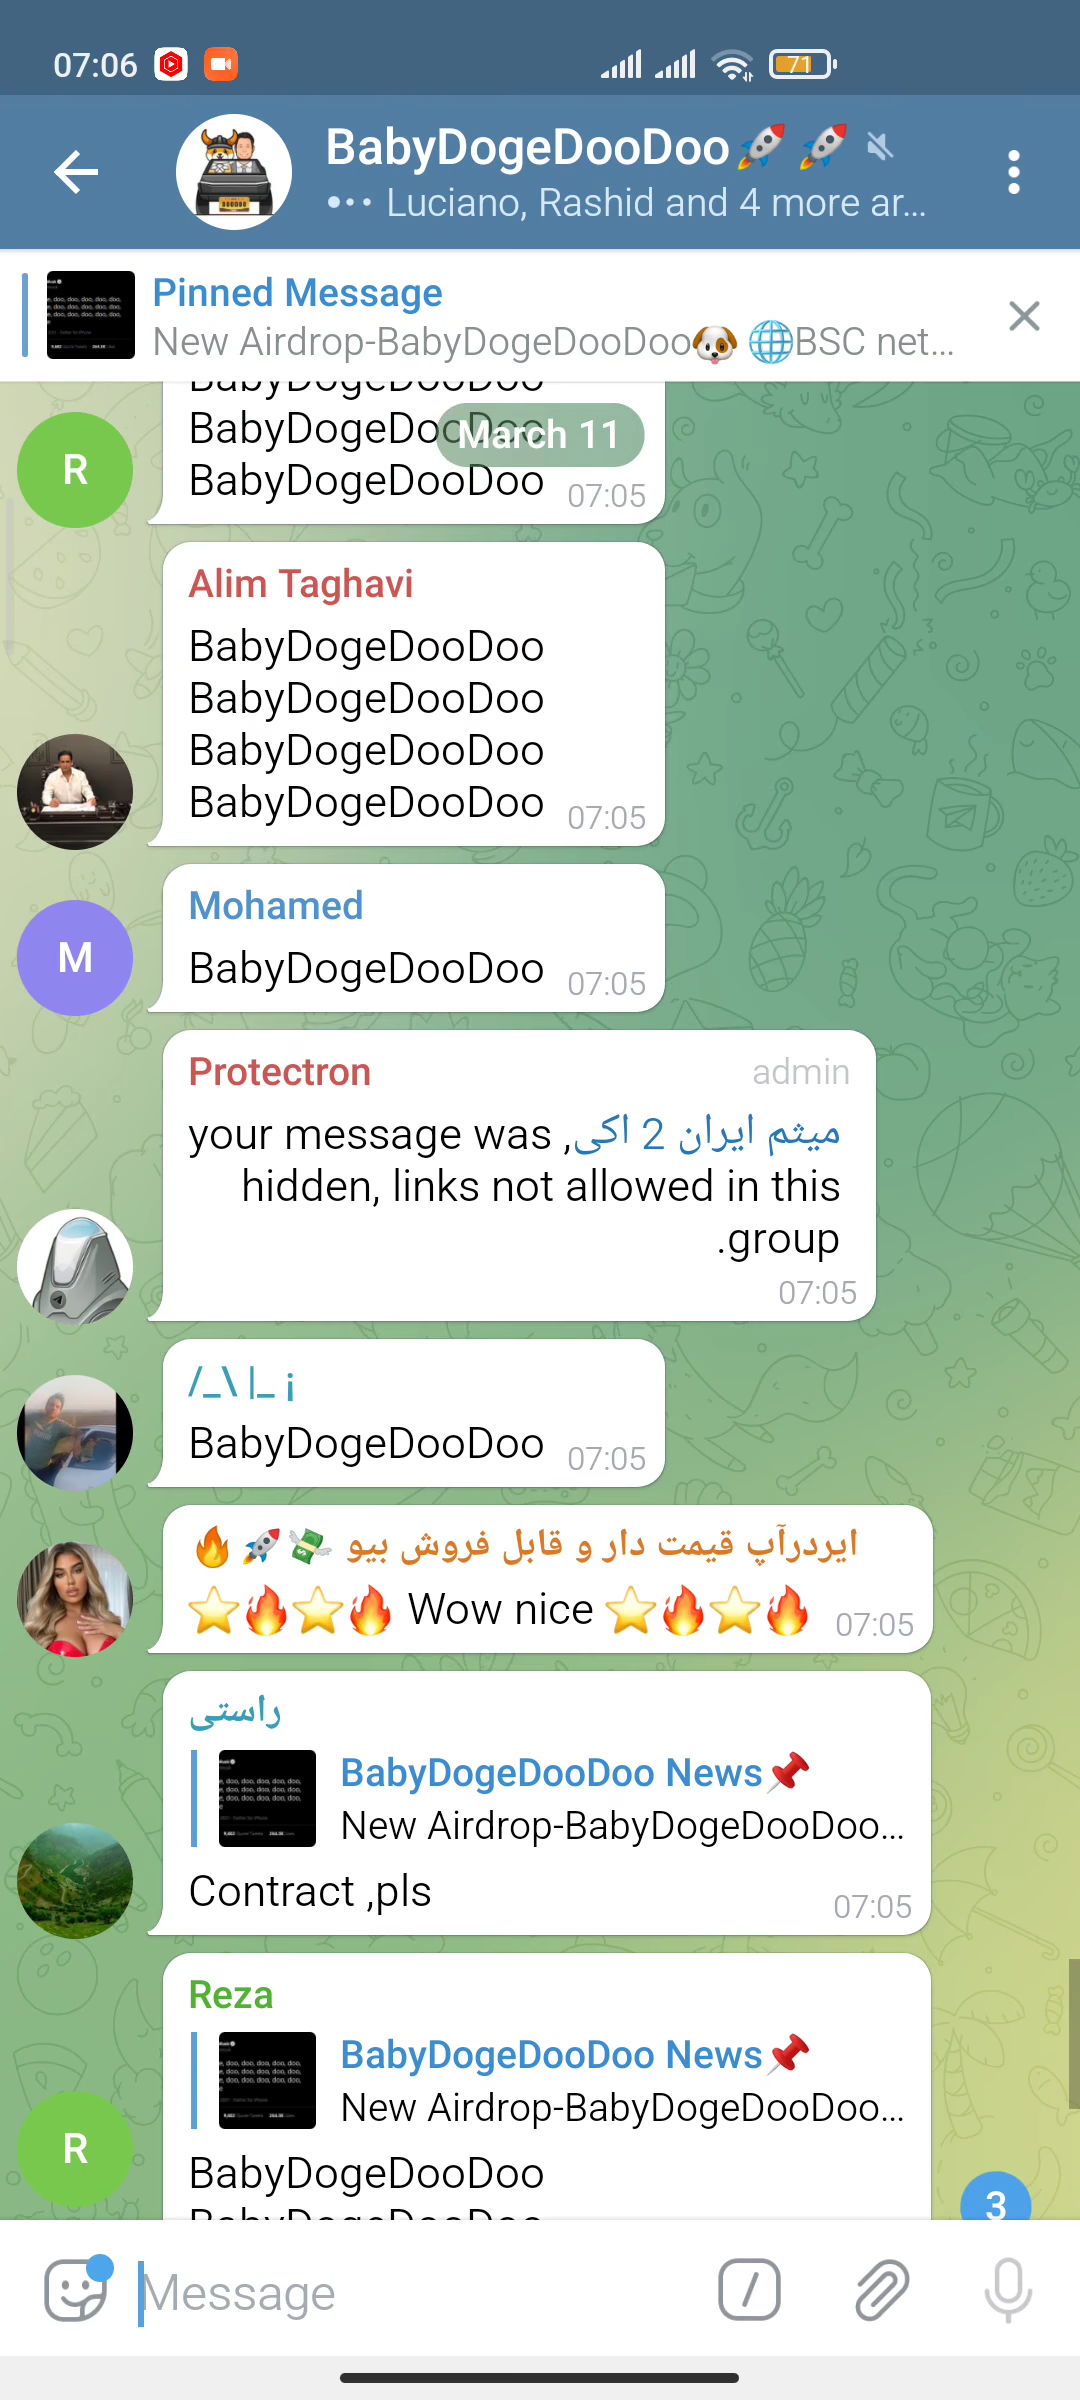 07:06
71
BabyDogeDooDoo🚀 🚀
Luciano, Rashid and 4 more ar...
Pinned Message
New Airdrop-BabyDogeDooDoo🐶 🌐BSC net...
BabyDogeDooDoo
BabyDogeDooDoo
March 11
BabyDogeDooDoo 07:05
R
Alim Taghavi
BabyDogeDooDoo
BabyDogeDooDoo
BabyDogeDooDoo
BabyDogeDooDoo 07:05
Mohamed
M
BabyDogeDooDoo 07:05
Protectron admin
your message was ,میثم ایران 2 اکی
hidden, links not allowed in this
.group
07:05
/_\ |_ ¡
BabyDogeDooDoo 07:05
ایردرآپ قیمت دار و قابل فروش بیو 💸🚀🔥
⭐🔥⭐🔥 Wow nice ⭐🔥⭐🔥 07:05
راستی
BabyDogeDooDoo News📌
New Airdrop-BabyDogeDooDoo...
Contract ,pls 07:05
Reza
BabyDogeDooDoo News📌
New Airdrop-BabyDogeDooDoo...
R
BabyDogeDooDoo
BabyDogeDooDoo
3
Message